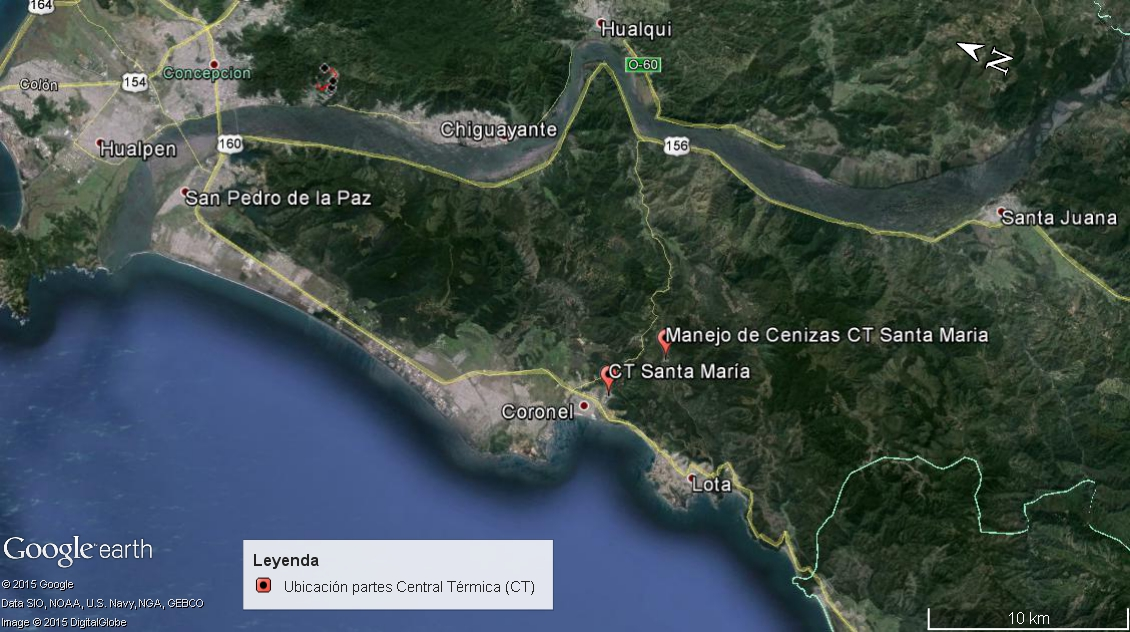 164
Hualqui
O-60
N
Concepcion
Colón
154
Chiguayante
160
156
Hualpen
San Pedro de la Paz
Santa Juana
Manejo de Cenizas CT Santa Maria
CT Santa María
Coronel
Lota
Google earth
Leyenda
Ubicación partes Central Térmica (CT)
© 2015 Google
Data SIO, NOAA, U.S. Navy, NGA, GEBCO
Image © 2015 DigitalGlobe
10 km